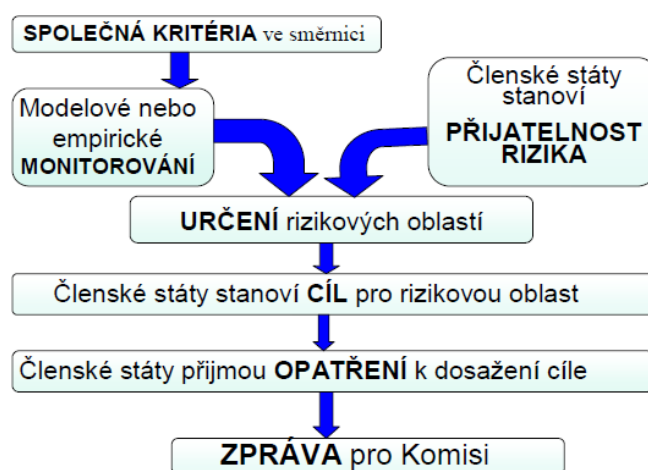 SPOLEČNÁ KRITÉRIA ve směrnici
Modelové nebo
empirické
MONITOROVÁNÍ
Členské státy
stanoví
PŘIJATELNOST
RIZIKA
URČENÍ rizikových oblastí
Členské státy stanoví CÍL pro rizikovou oblast
Členské státy přijmou OPATŘENÍ k dosažení cíle
ZPRÁVA pro Komisi